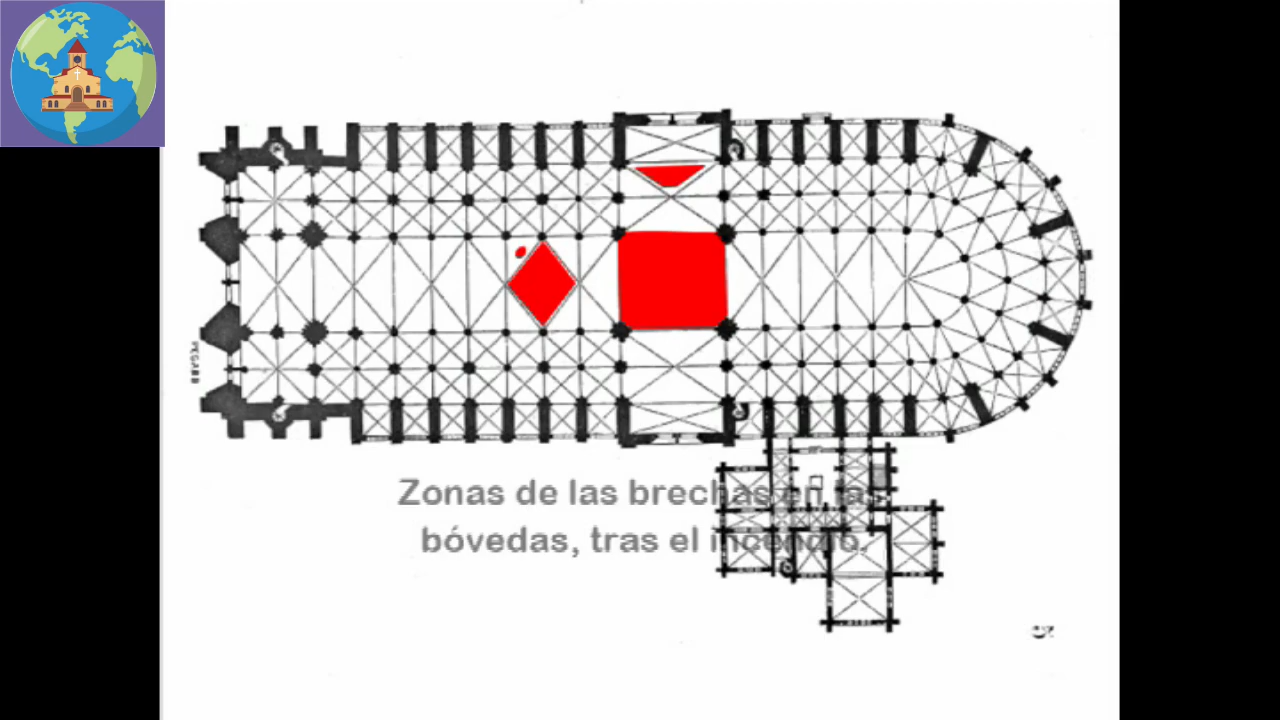 Zonas de las brechas en las
bóvedas, tras el incendio.